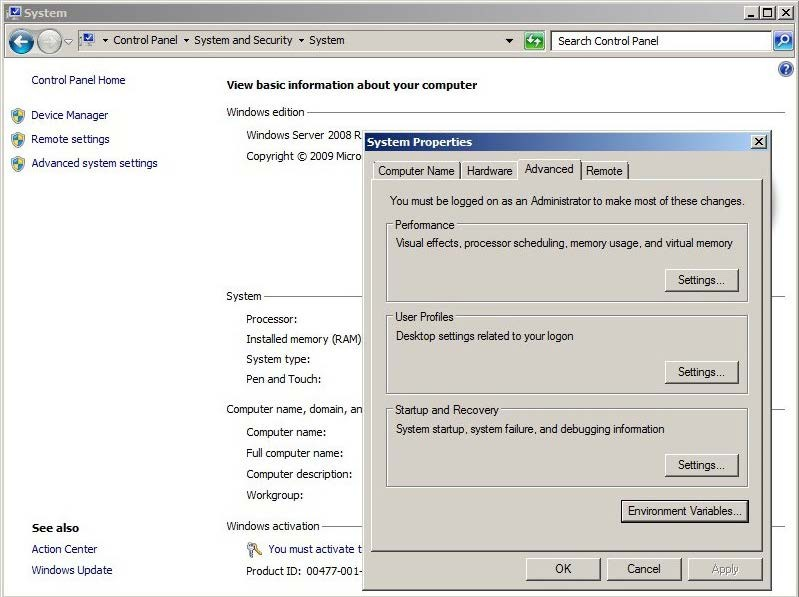 System
Control Panel System and Security System
Search Control Panel
Control Panel Home
Device Manager
Remote settings
Advanced system settings
See also
Action Center
Windows Update
View basic information about your computer
Windows edition
Windows Server 2008 R
Copyright © 2009 Micro
System
Processor:
Installed memory (RAM)
System type:
Pen and Touch:
Computer name, domain, an
Computer name:
Full computer name:
Computer description:
Workgroup:
Windows activation
You must activate t
Product ID: 00477-001-
System Properties
Computer Name Hardware Advanced Remote
You must be logged on as an Administrator to make most of these changes.
Performance
Visual effects, processor scheduling, memory usage, and virtual memory
Settings...
User Profiles
Desktop settings related to your logon
Settings...
Startup and Recovery
System startup, system failure, and debugging information
Settings...
Environment Variables...
OK Cancel Apply